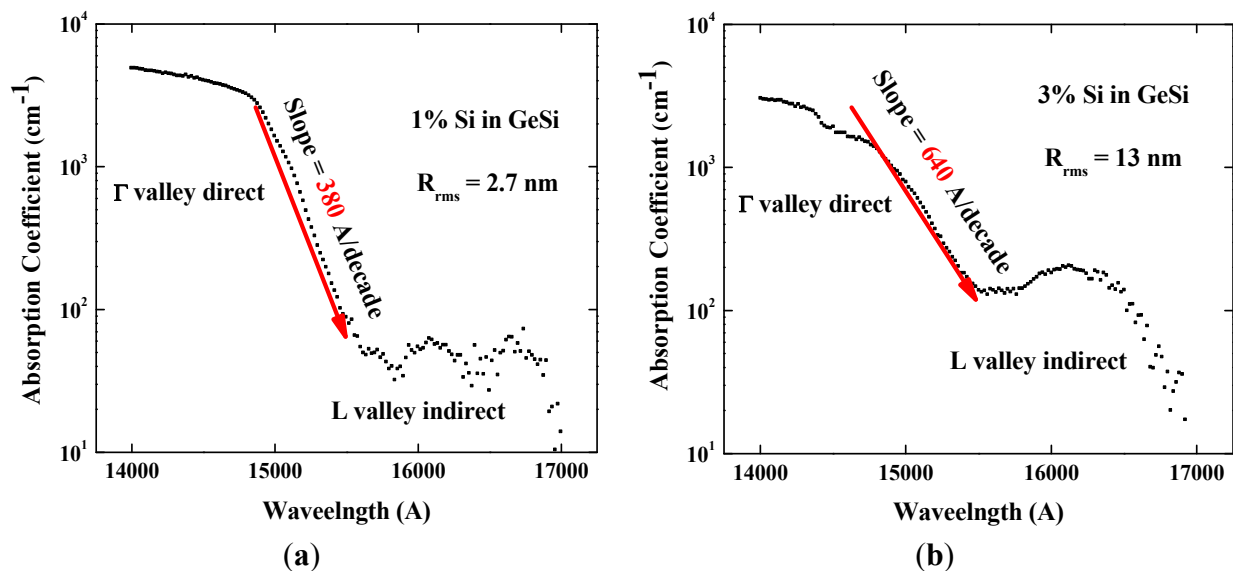 10^4
10^3
10^2
10^1
Absorption Coefficient (cm^-1)
Slope = 380 A/decade
1% Si in GeSi
R_rms = 2.7 nm
Γ valley direct
L valley indirect
14000 15000 16000 17000
Waveelngth (A)
(a)
10^4
10^3
10^2
10^1
Absorption Coefficient (cm^-1)
Slope = 640 A/decade
3% Si in GeSi
R_rms = 13 nm
Γ valley direct
L valley indirect
14000 15000 16000 17000
Waveelngth (A)
(b)